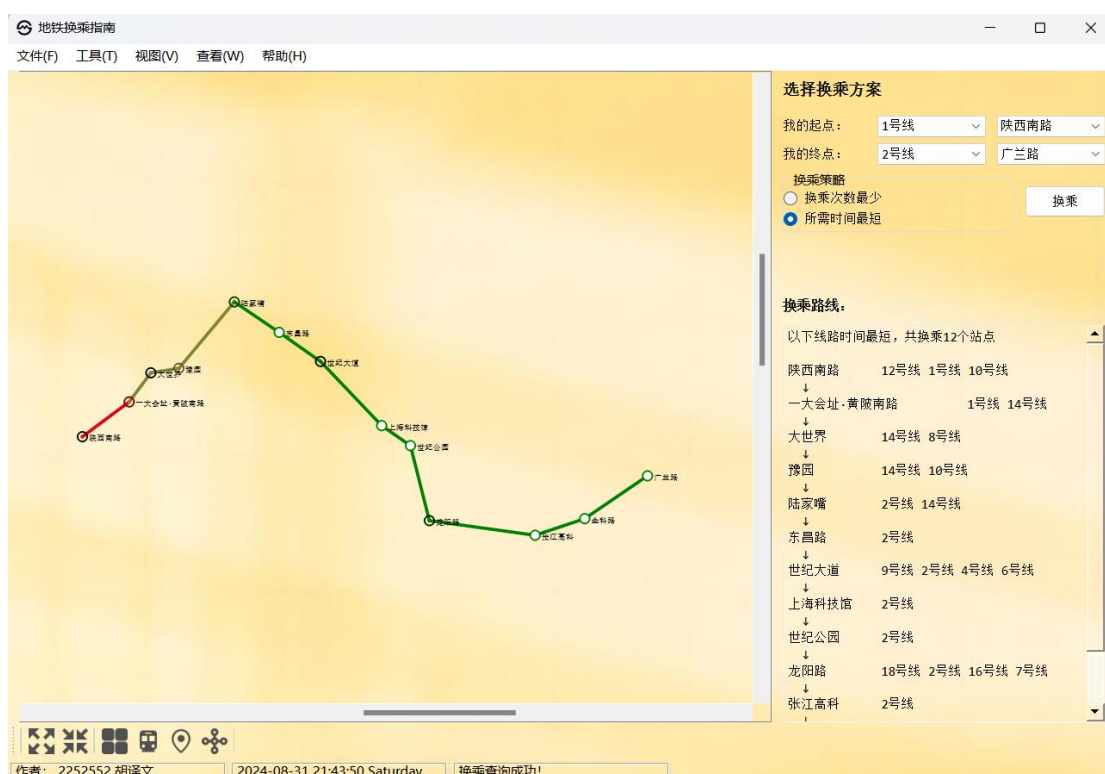 地铁换乘指南
文件(F) 工具(T) 视图(V) 查看(W) 帮助(H)
选择换乘方案
我的起点: 1号线 陕西南路
我的终点: 2号线 广兰路
换乘策略
换乘次数最少
所需时间最短
换乘
换乘路线:
以下线路时间最短，共换乘12个站点
陕西南路 12号线 1号线 10号线
↓
一大会址·黄陂南路 1号线 14号线
↓
大世界 14号线 8号线
↓
豫园 14号线 10号线
↓
陆家嘴 2号线 14号线
↓
东昌路 2号线
↓
世纪大道 9号线 2号线 4号线 6号线
↓
上海科技馆 2号线
↓
世纪公园 2号线
↓
龙阳路 18号线 2号线 16号线 7号线
↓
张江高科 2号线
陆家嘴
东昌路
世纪大道
豫园
大世界
一大会址·黄陂南路
陕西南路
上海科技馆
世纪公园
广兰路
龙阳路
金科路
张江高科
作者: 2252552 胡译文
2024-08-31 21:43:50 Saturday
换乘查询成功!